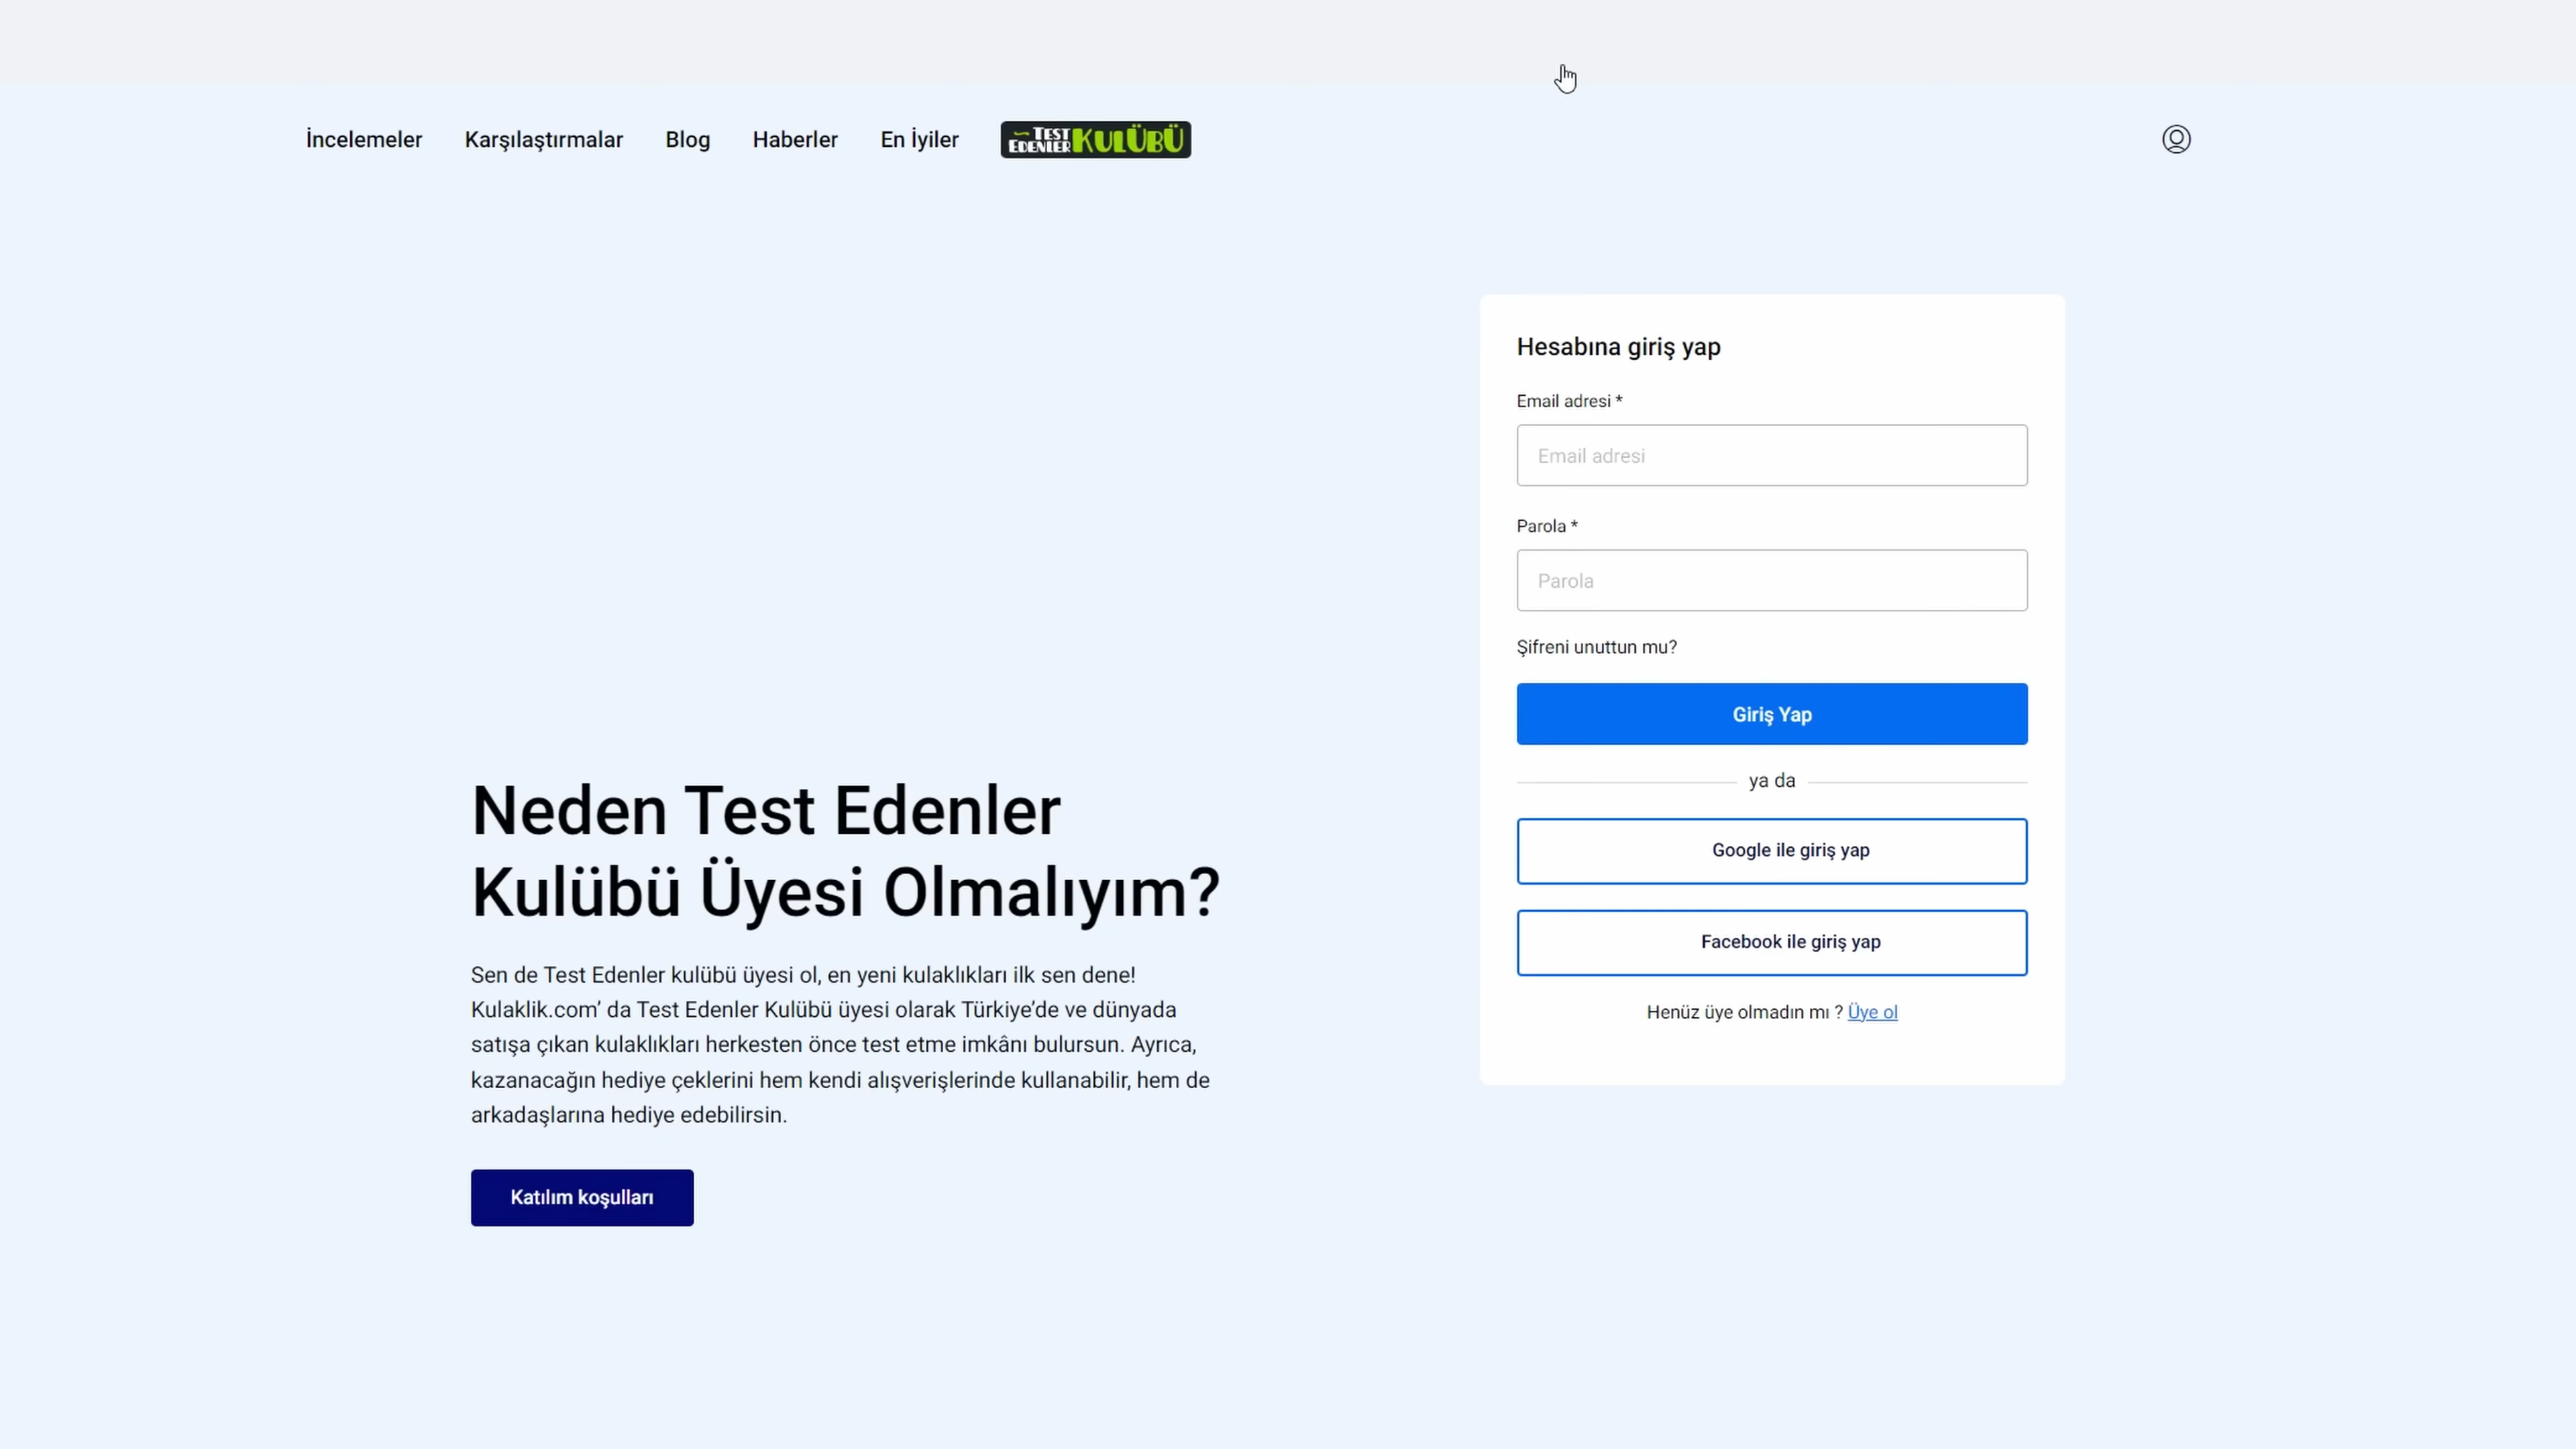 İncelemeler
Karşılaştırmalar
Blog
Haberler
En İyiler
TEST EDENLER KULÜBÜ
Hesabına giriş yap
Email adresi *
Email adresi
Parola *
Parola
Şifreni unuttun mu?
Giriş Yap
ya da
Google ile giriş yap
Facebook ile giriş yap
Henüz üye olmadın mı ? Üye ol
Neden Test Edenler
Kulübü Üyesi Olmalıyım?
Sen de Test Edenler kulübü üyesi ol, en yeni kulaklıkları ilk sen dene!
Kulaklik.com’ da Test Edenler Kulübü üyesi olarak Türkiye’de ve dünyada
satışa çıkan kulaklıkları herkesten önce test etme imkânı bulursun. Ayrıca,
kazanacağın hediye çeklerini hem kendi alışverişlerinde kullanabilir, hem de
arkadaşlarına hediye edebilirsin.
Katılım koşulları